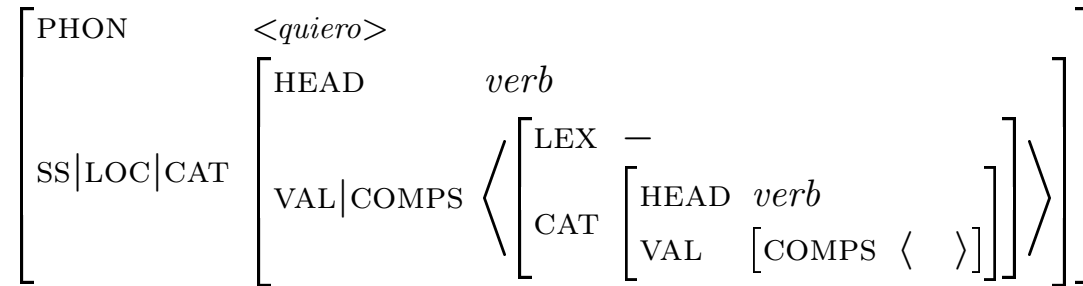 PHON <quiero>
HEAD verb
LEX −
SS|LOC|CAT
VAL|COMPS
HEAD verb
CAT
VAL [COMPS ⟨ ⟩]